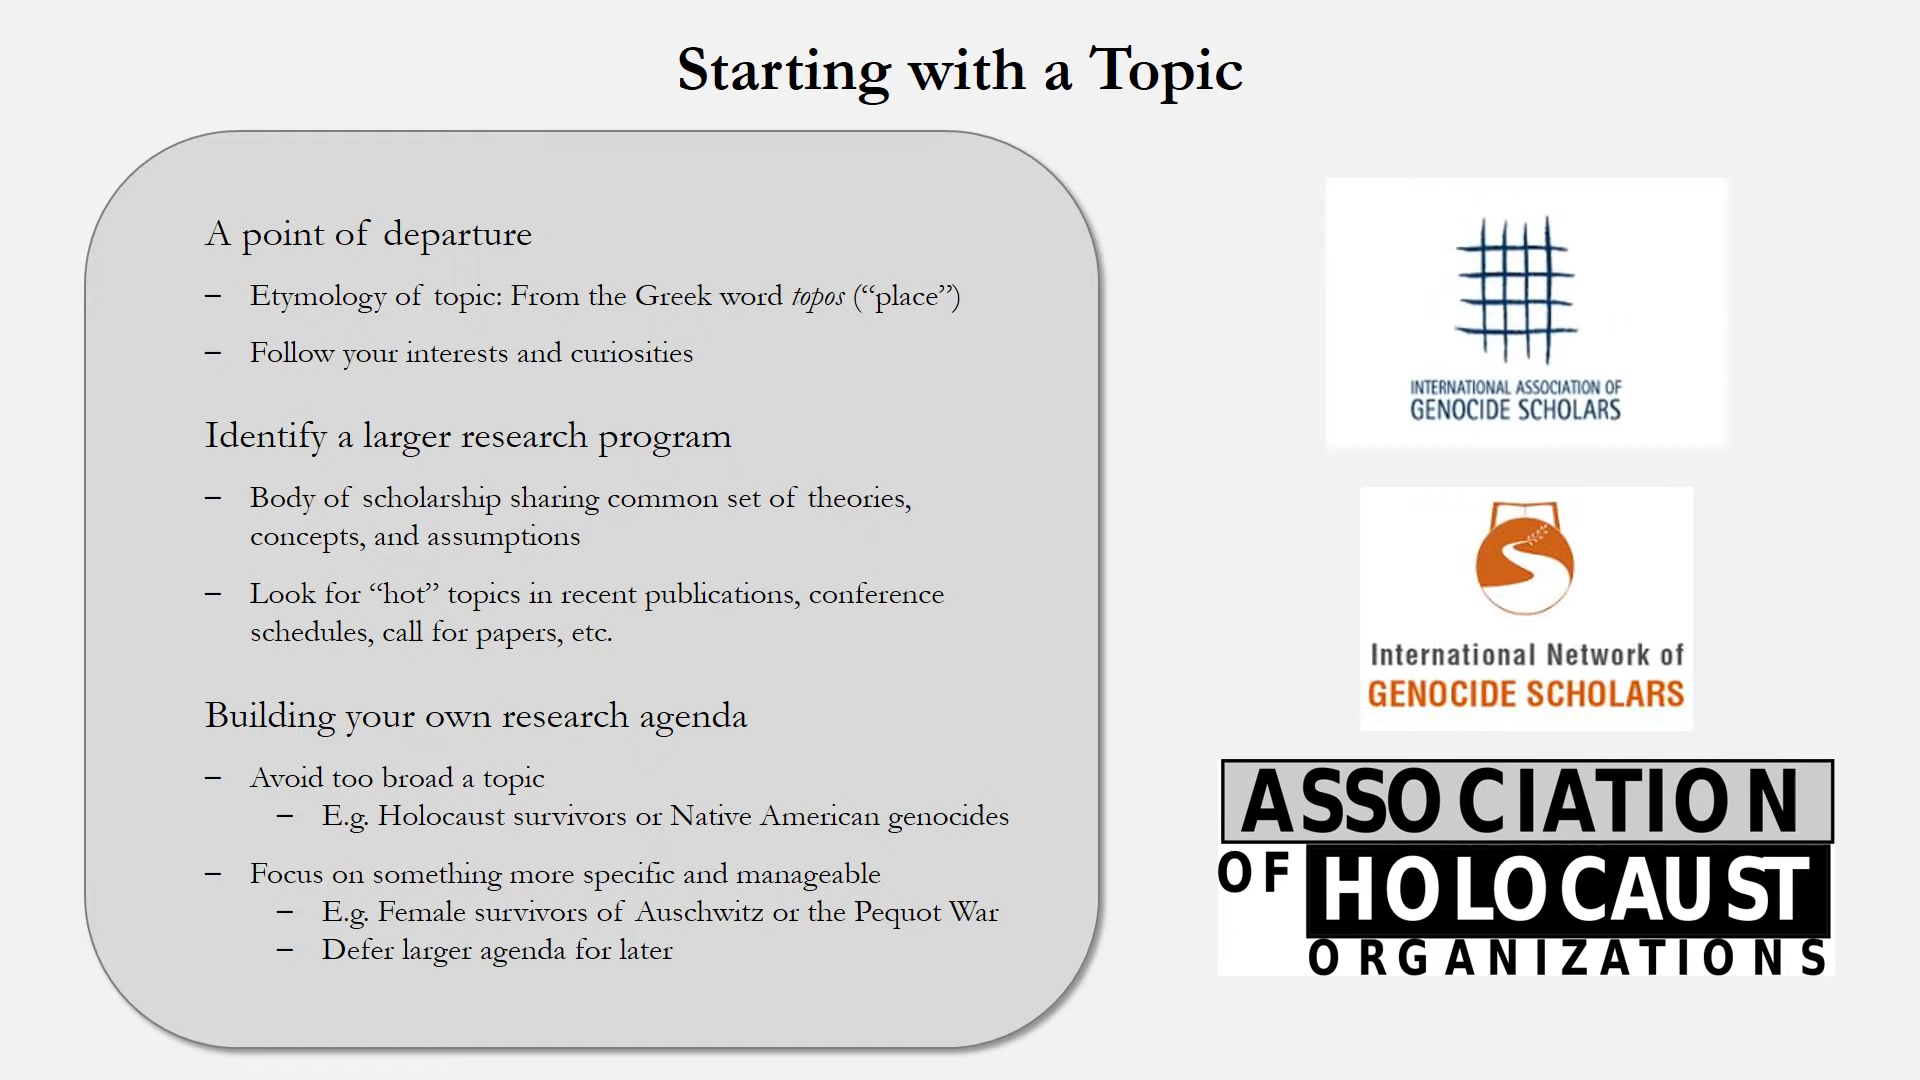 Starting with a Topic
A point of departure
– Etymology of topic: From the Greek word topos (“place”)
– Follow your interests and curiosities
Identify a larger research program
– Body of scholarship sharing common set of theories,
concepts, and assumptions
– Look for “hot” topics in recent publications, conference
schedules, call for papers, etc.
Building your own research agenda
– Avoid too broad a topic
– E.g. Holocaust survivors or Native American genocides
– Focus on something more specific and manageable
– E.g. Female survivors of Auschwitz or the Pequot War
– Defer larger agenda for later
INTERNATIONAL ASSOCIATION OF
GENOCIDE SCHOLARS
International Network of
GENOCIDE SCHOLARS
ASSOCIATION
OF HOLOCAUST
ORGANIZATIONS